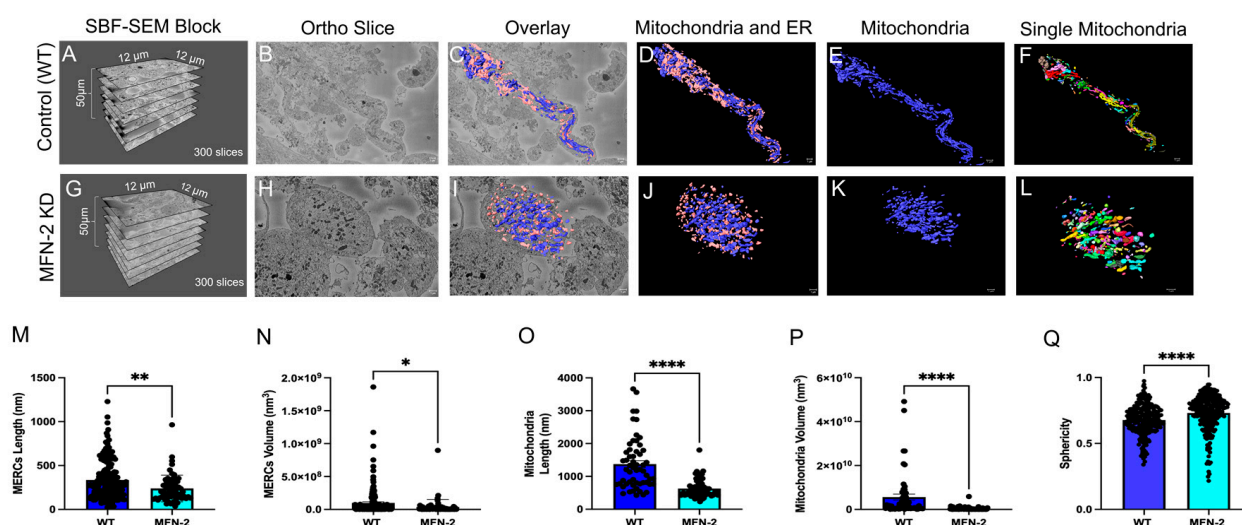 SBF-SEM Block
Ortho Slice
Overlay
Mitochondria and ER
Mitochondria
Single Mitochondria
Control (WT)
A
12 µm
12 µm
50µm
300 slices
B
C
D
E
F
MFN-2 KD
G
12 µm
12 µm
50µm
300 slices
H
I
J
K
L
M
**
MERCs Length (nm)
1500
1000
500
0
WT
MFN-2
N
*
MERCs Volume (nm³)
2.0×10⁹
1.5×10⁹
1.0×10⁹
5.0×10⁸
0.0
WT
MFN-2
O
****
Mitochondria
Length (nm)
4000
3000
2000
1000
0
WT
MFN-2
P
****
Mitochondria Volume (nm³)
6×10¹⁰
4×10¹⁰
2×10¹⁰
0
WT
MFN-2
Q
****
Sphericity
1.0
0.5
0.0
WT
MFN-2